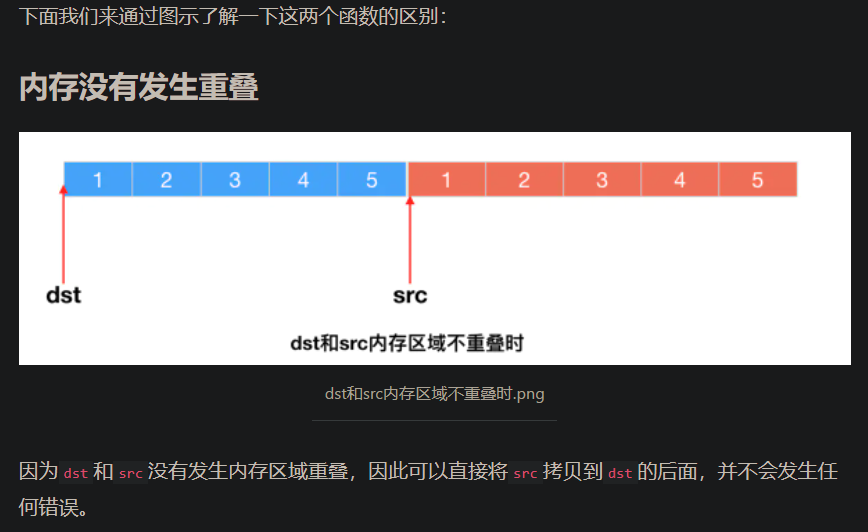 下面我们来通过图示了解一下这两个函数的区别：
内存没有发生重叠
1 2 3 4 5 1 2 3 4 5
dst src
dst和src内存区域不重叠时
dst和src内存区域不重叠时.png
因为 dst 和 src 没有发生内存区域重叠，因此可以直接将 src 拷贝到 dst 的后面，并不会发生任
何错误。